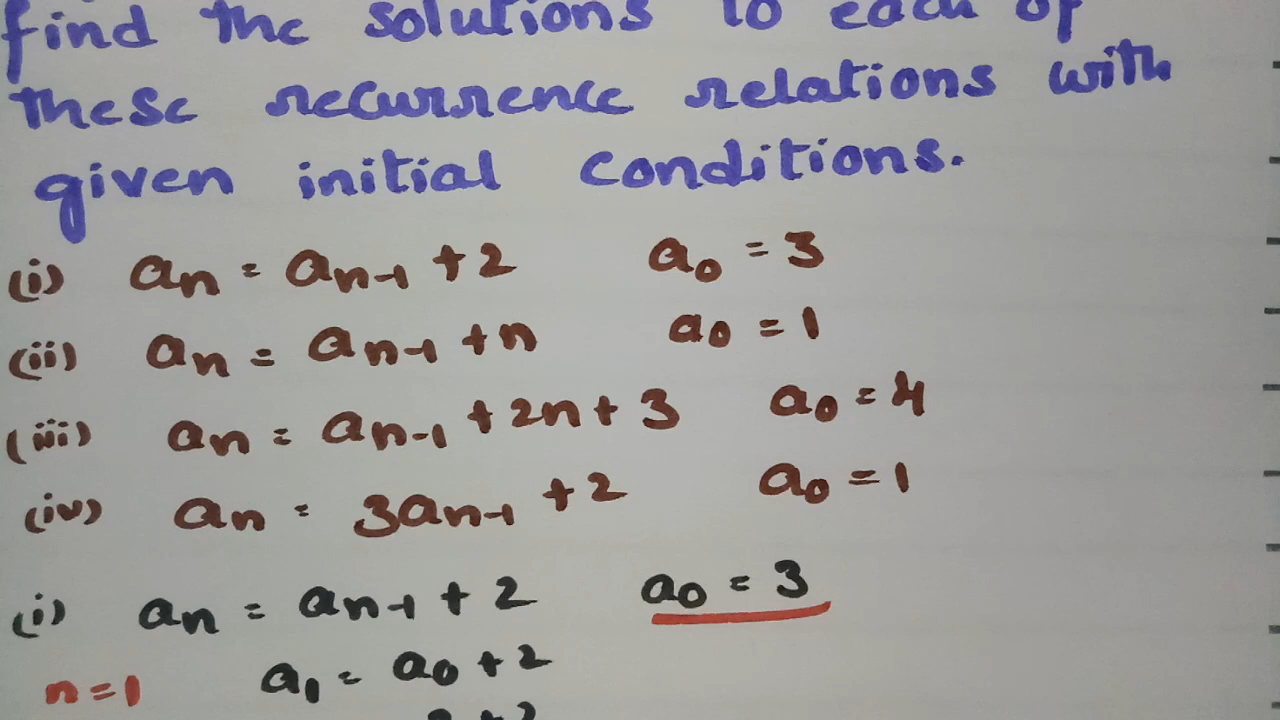 find the solutions to each of
these recurrence relations with
given initial conditions.
(i) an = an-1 + 2 a0 = 3
(ii) an = an-1 + n a0 = 1
(iii) an = an-1 + 2n + 3 a0 = 4
(iv) an = 3an-1 + 2 a0 = 1
(i) an = an-1 + 2 a0 = 3
n=1 a1 = a0 + 2